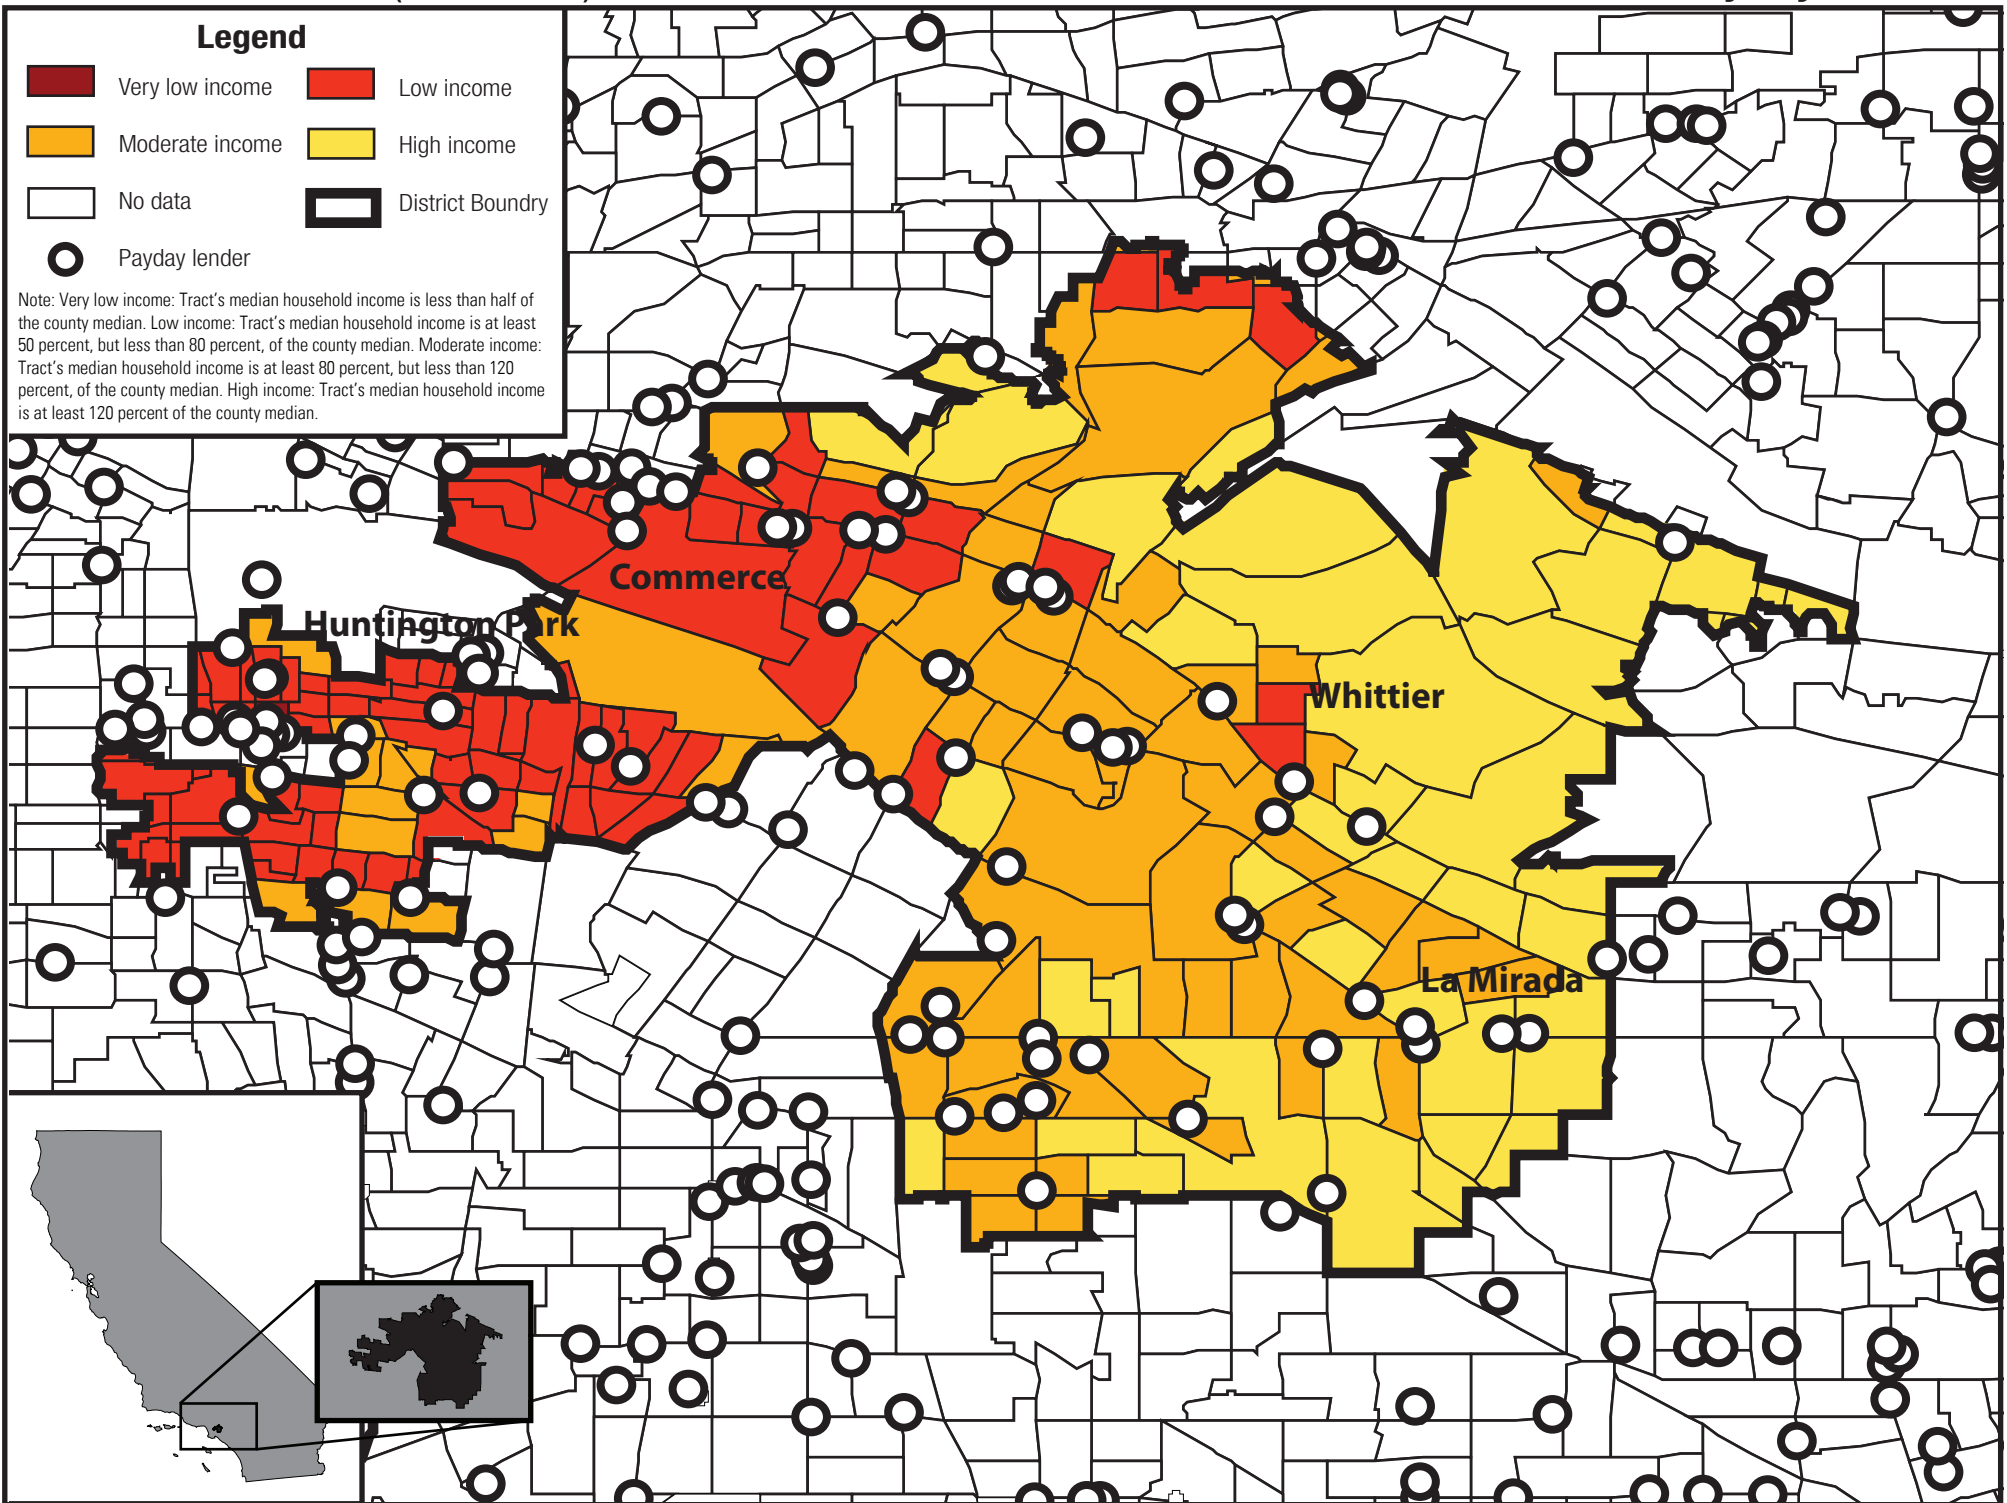 Legend
Very low income
Low income
Moderate income
High income
No data
District Boundry
Payday lender
Note: Very low income: Tract's median household income is less than half of
the county median. Low income: Tract's median household income is at least
50 percent, but less than 80 percent, of the county median. Moderate income:
Tract's median household income is at least 80 percent, but less than 120
percent, of the county median. High income: Tract's median household income
is at least 120 percent of the county median.
Commerce
Huntington Park
Whittier
La Mirada